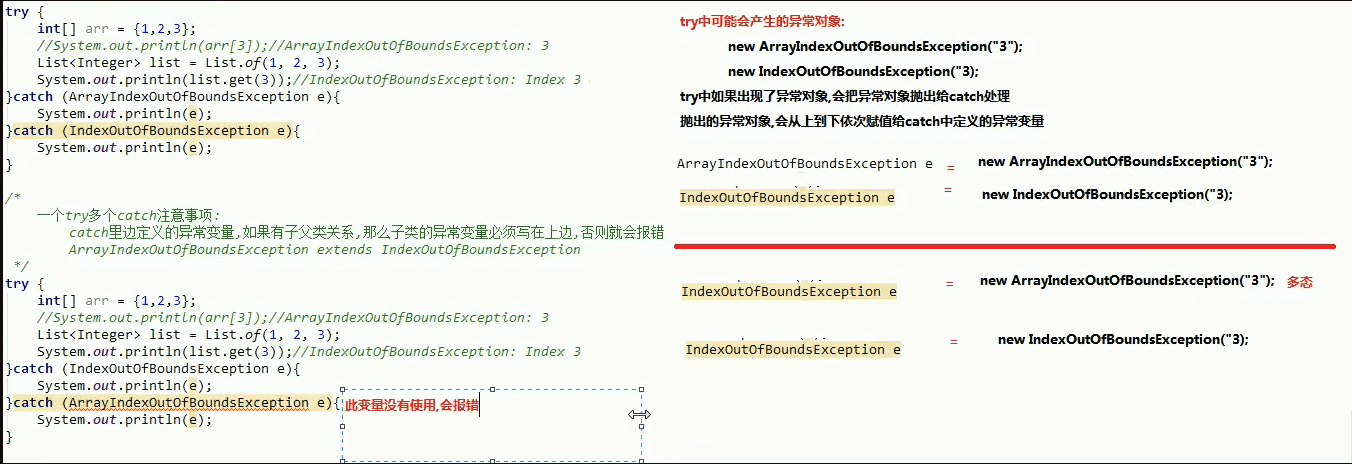 try {
int[] arr = {1,2,3};
//System.out.println(arr[3]);//ArrayIndexOutOfBoundsException: 3
List<Integer> list = List.of(1, 2, 3);
System.out.println(list.get(3));//IndexOutOfBoundsException: Index 3
}catch (ArrayIndexOutOfBoundsException e){
System.out.println(e);
}catch (IndexOutOfBoundsException e){
System.out.println(e);
}
/*
一个try多个catch注意事项:
catch里边定义的异常变量,如果有子父类关系,那么子类的异常变量必须写在上边,否则就会报错
ArrayIndexOutOfBoundsException extends IndexOutOfBoundsException
*/
try {
int[] arr = {1,2,3};
//System.out.println(arr[3]);//ArrayIndexOutOfBoundsException: 3
List<Integer> list = List.of(1, 2, 3);
System.out.println(list.get(3));//IndexOutOfBoundsException: Index 3
}catch (IndexOutOfBoundsException e){
System.out.println(e);
}catch (ArrayIndexOutOfBoundsException e){ 此变量没有使用,会报错
System.out.println(e);
}
try中可能会产生的异常对象:
new ArrayIndexOutOfBoundsException("3");
new IndexOutOfBoundsException("3);
try中如果出现了异常对象,会把异常对象抛出给catch处理
抛出的异常对象,会从上到下依次赋值给catch中定义的异常变量
ArrayIndexOutOfBoundsException e = new ArrayIndexOutOfBoundsException("3");
IndexOutOfBoundsException e = new IndexOutOfBoundsException("3);
IndexOutOfBoundsException e = new ArrayIndexOutOfBoundsException("3"); 多态
IndexOutOfBoundsException e = new IndexOutOfBoundsException("3);